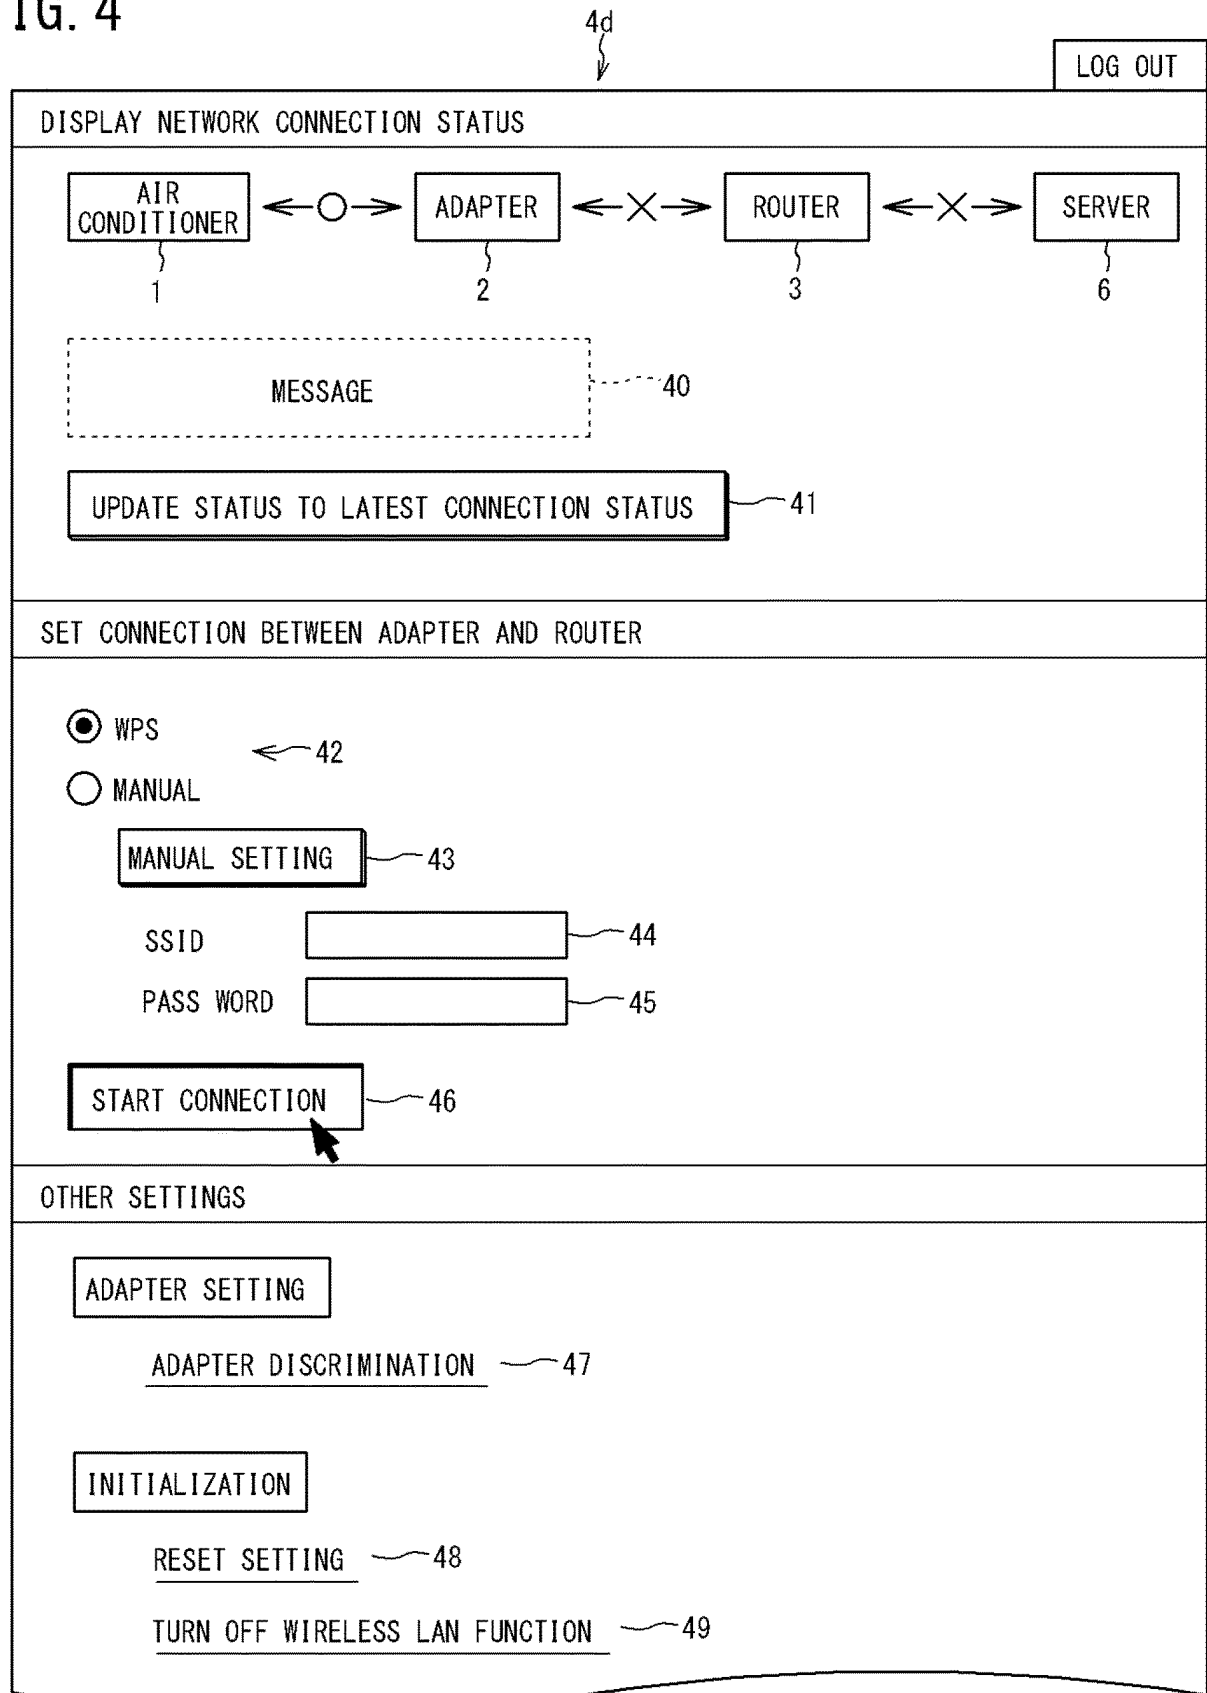 IG. 4
4d
LOG OUT
DISPLAY NETWORK CONNECTION STATUS
AIR
CONDITIONER
ADAPTER
ROUTER
SERVER
1
2
3
6
MESSAGE
40
UPDATE STATUS TO LATEST CONNECTION STATUS
41
SET CONNECTION BETWEEN ADAPTER AND ROUTER
WPS
42
MANUAL
MANUAL SETTING
43
SSID
44
PASS WORD
45
START CONNECTION
46
OTHER SETTINGS
ADAPTER SETTING
ADAPTER DISCRIMINATION
47
INITIALIZATION
RESET SETTING
48
TURN OFF WIRELESS LAN FUNCTION
49